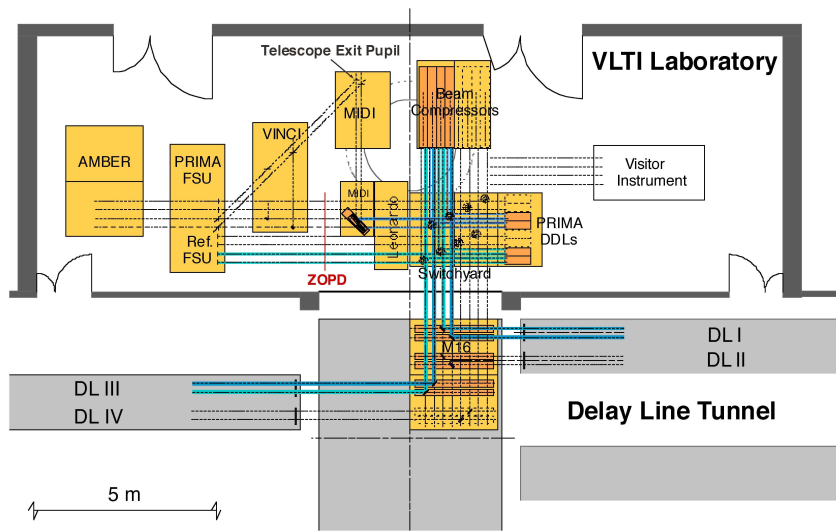 Telescope Exit Pupil
VLTI Laboratory
Beam
Compressors
MIDI
VINCI
AMBER
PRIMA
FSU
Visitor
Instrument
MIDI
Leonardo
PRIMA
DDLs
Ref.
FSU
ZOPD
Switchyard
M16
DL I
DL II
DL III
DL IV
Delay Line Tunnel
5 m